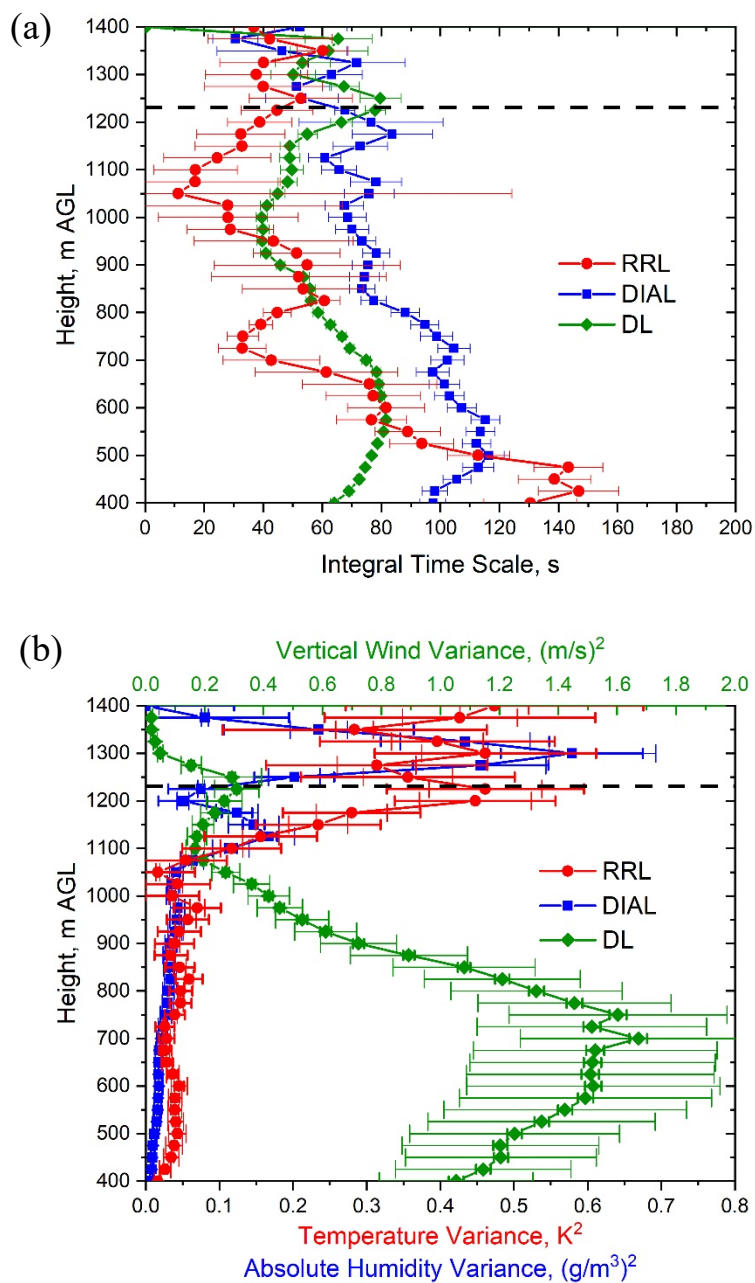 (a)
1400
1300
1200
1100
1000
900
800
700
600
500
400
Height, m AGL
RRL
DIAL
DL
0 20 40 60 80 100 120 140 160 180 200
Integral Time Scale, s
(b)
Vertical Wind Variance, (m/s)2
0.0 0.2 0.4 0.6 0.8 1.0 1.2 1.4 1.6 1.8 2.0
1400
1300
1200
1100
1000
900
800
700
600
500
400
Height, m AGL
RRL
DIAL
DL
0.0 0.1 0.2 0.3 0.4 0.5 0.6 0.7 0.8
Temperature Variance, K2
Absolute Humidity Variance, (g/m3)2